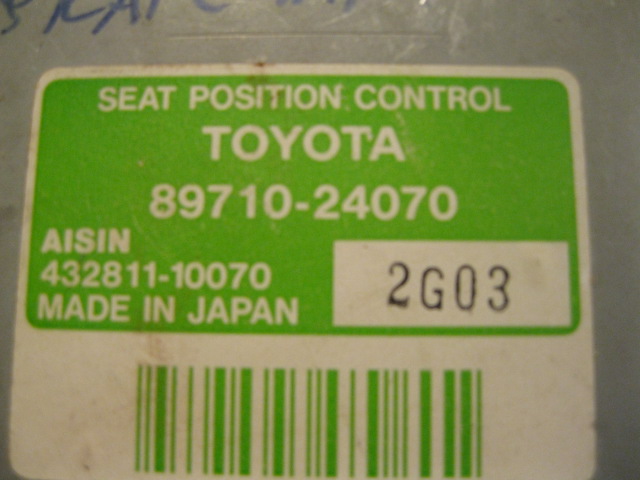 SEAT POSITION CONTROL
TOYOTA
89710-24070
AISIN
432811-10070
MADE IN JAPAN
2G03